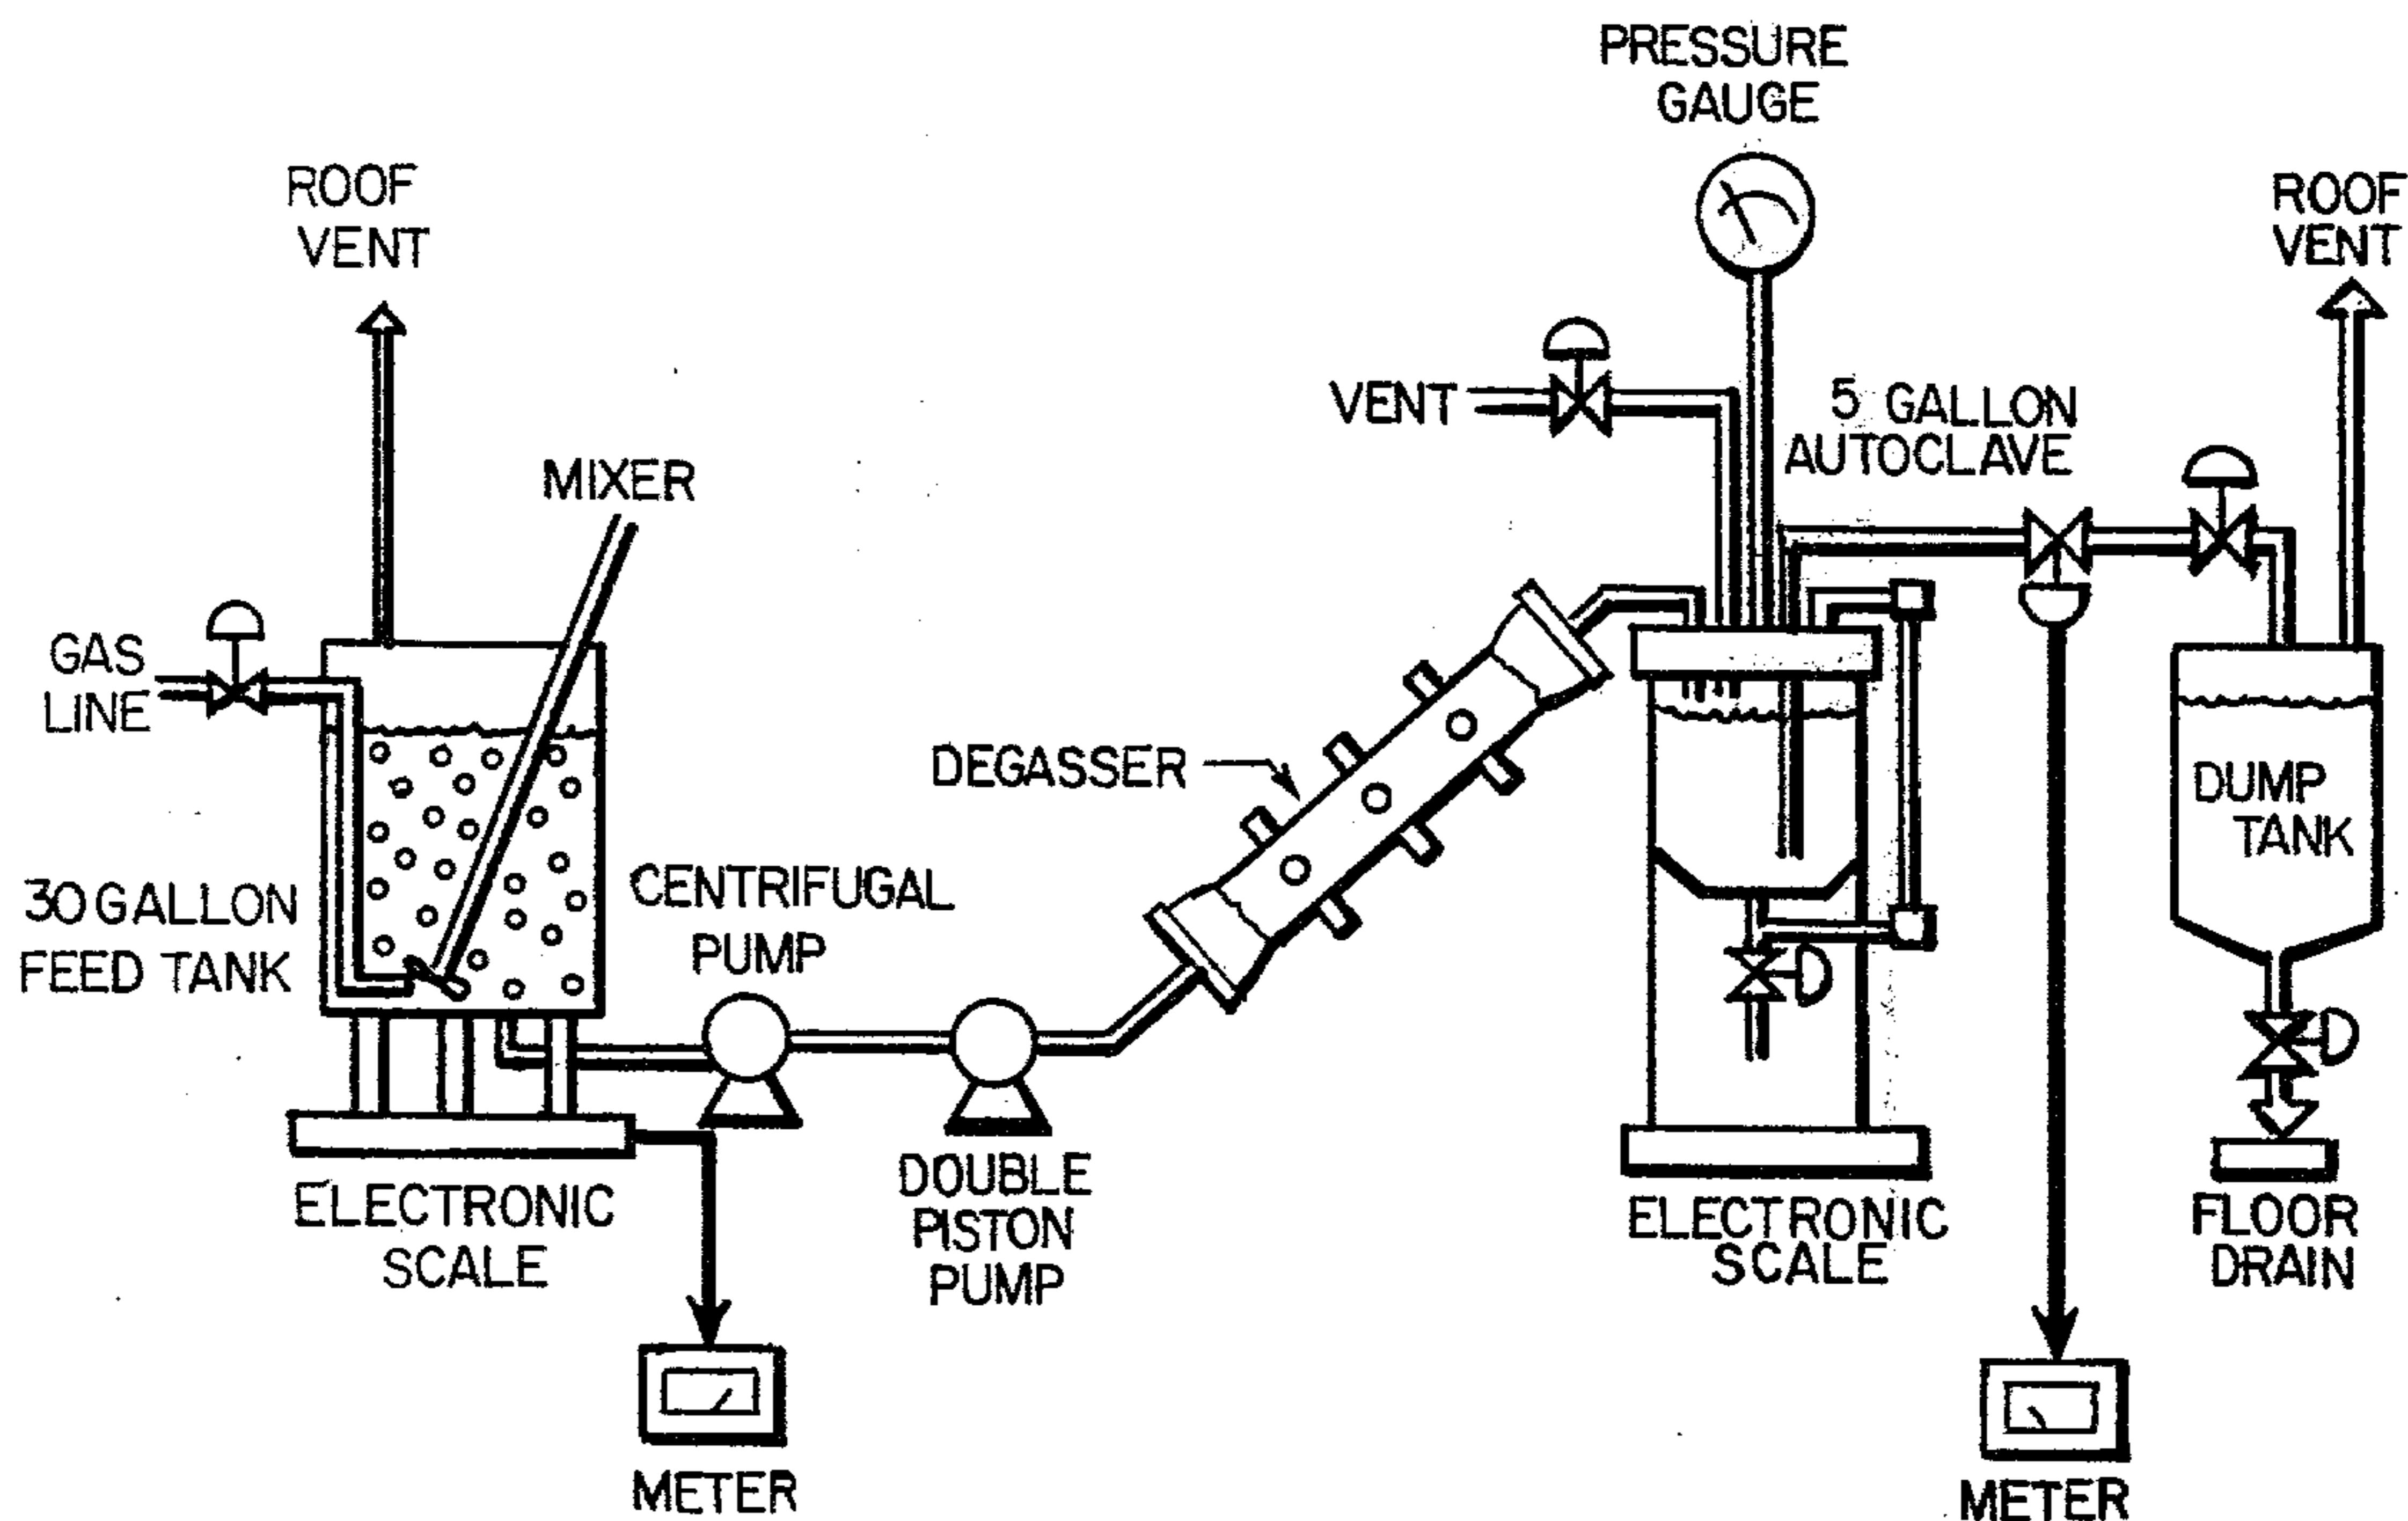 PRESSURE
GAUGE
ROOF
VENT
ROOF
VENT
MIXER
VENT
5 GALLON
AUTOCLAVE
GAS
LINE
DEGASSER
DUMP
TANK
30 GALLON
FEED TANK
CENTRIFUGAL
PUMP
ELECTRONIC
SCALE
DOUBLE
PISTON
PUMP
ELECTRONIC
SCALE
FLOOR
DRAIN
METER
METER